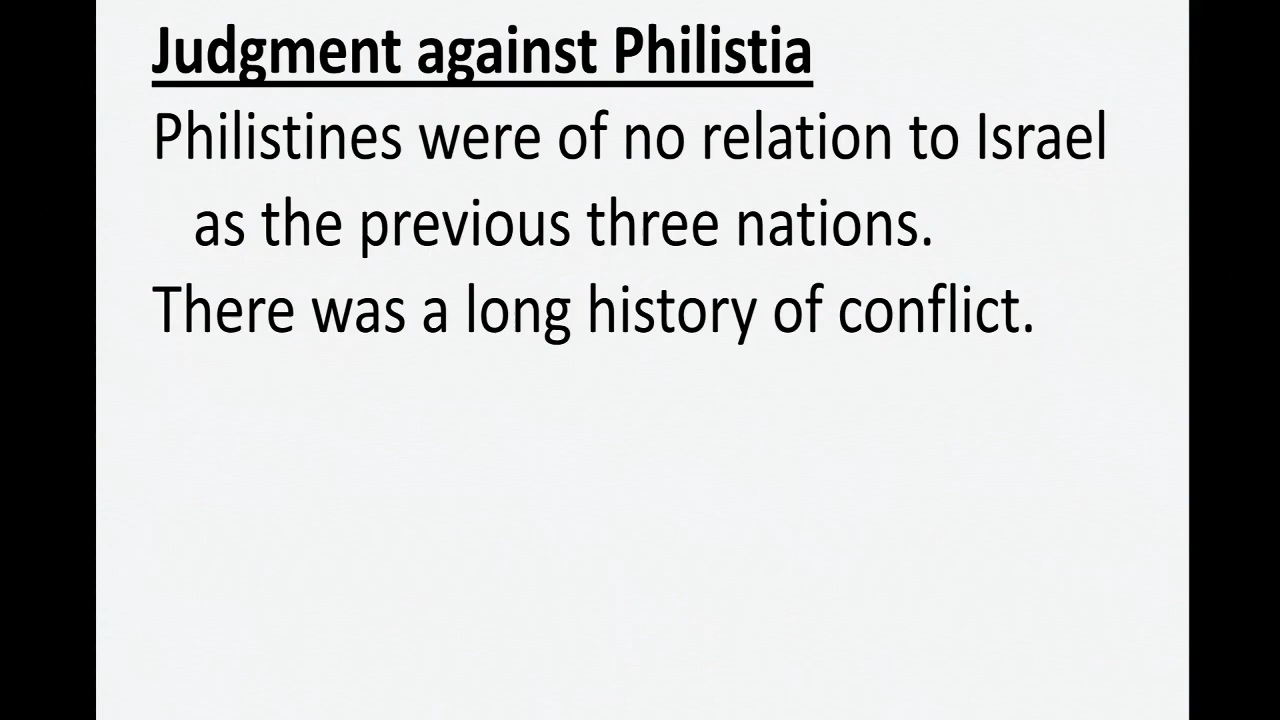 Judgment against Philistia
Philistines were of no relation to Israel
as the previous three nations.
There was a long history of conflict.